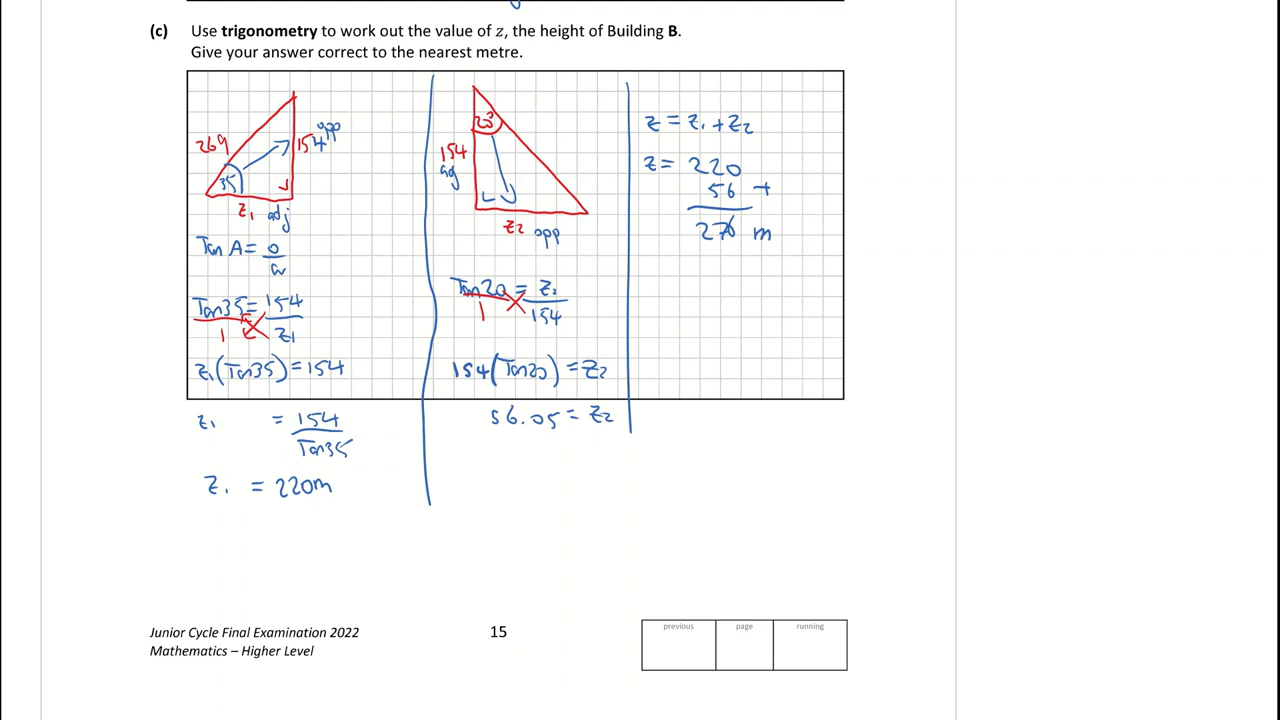 (c) Use trigonometry to work out the value of z, the height of Building B.
Give your answer correct to the nearest metre.
269
154 opp
35
z₁ adj
Tan A = o/a
Tan35 = 154/z₁
1
z₁(Tan35) = 154
z₁ = 154/Tan35
z₁ = 220m
154
z₂ opp
Tan20 = z₂/154
1
154(Tan20) = z₂
56.05 = z₂
z = z₁ + z₂
z = 220
56 +
276 m
Junior Cycle Final Examination 2022
Mathematics – Higher Level
15
previous page running